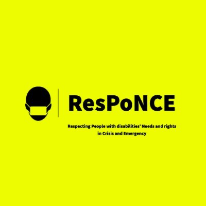 ResPoNCE
Respecting People with disabilities' Needs and rights
in Crisis and Emergency